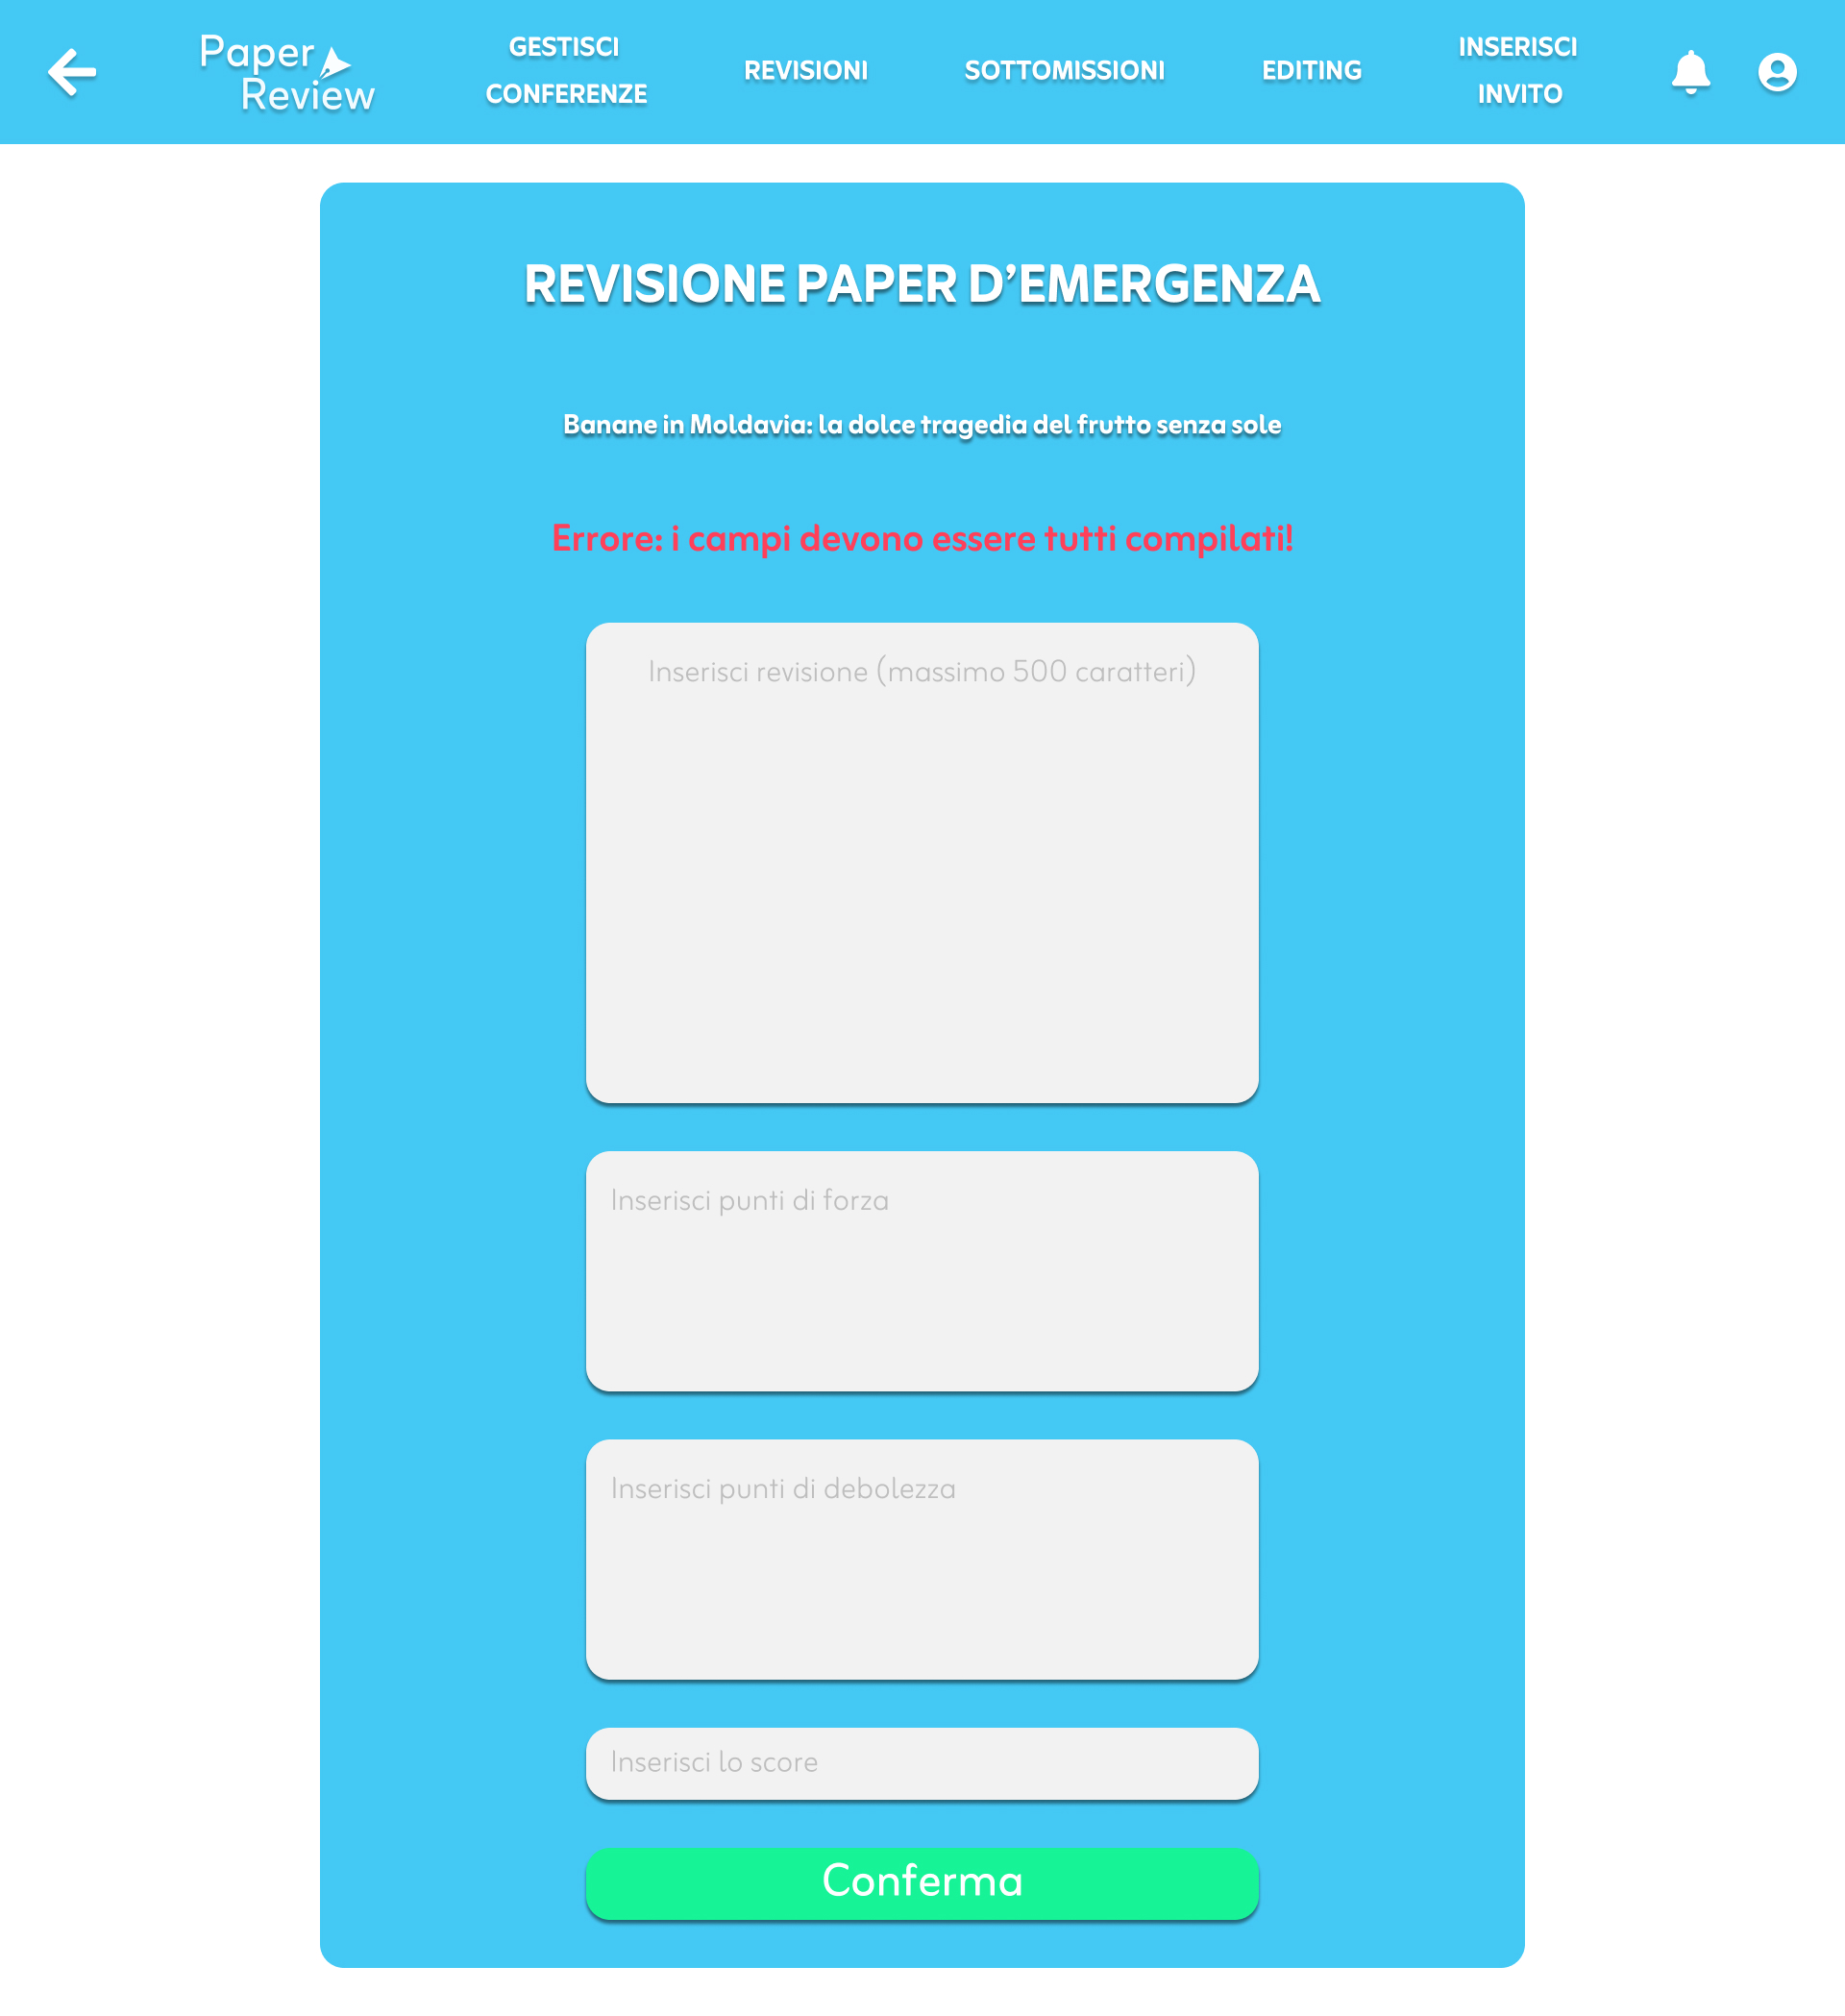 Paper
Review
GESTISCI
CONFERENZE
REVISIONI
SOTTOMISSIONI
EDITING
INSERISCI
INVITO
REVISIONE PAPER D’EMERGENZA
Banane in Moldavia: la dolce tragedia del frutto senza sole
Errore: i campi devono essere tutti compilati!
Inserisci revisione (massimo 500 caratteri)
Inserisci punti di forza
Inserisci punti di debolezza
Inserisci lo score
Conferma